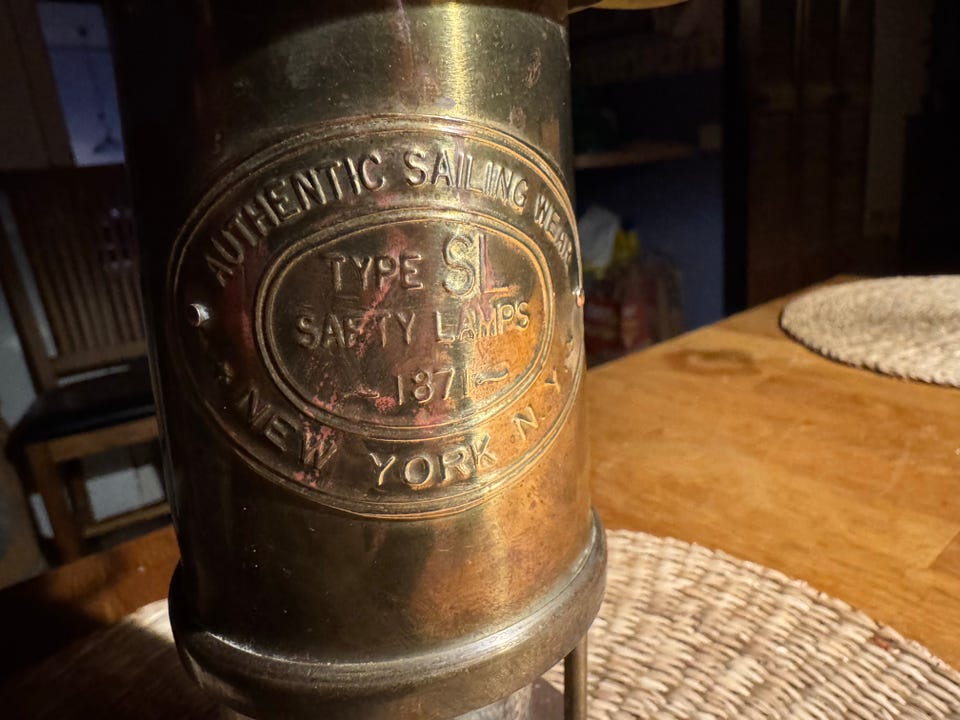 AUTHENTIC SAILING WEAR
TYPE SL
SAFTY LAMPS
~ 1871 ~
NEW YORK N Y